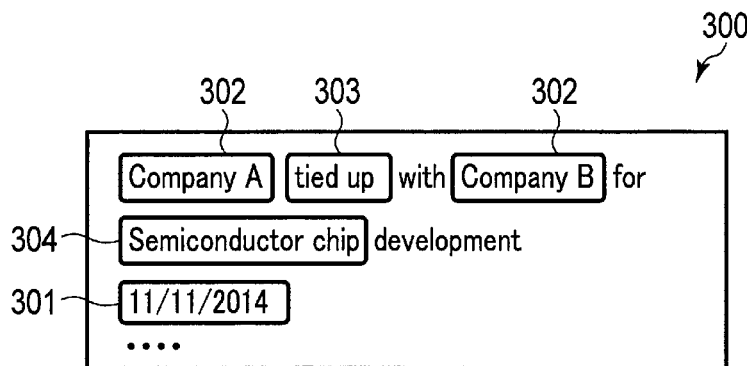 300
302 303 302
Company A tied up with Company B for
304 Semiconductor chip development
301 11/11/2014
••••